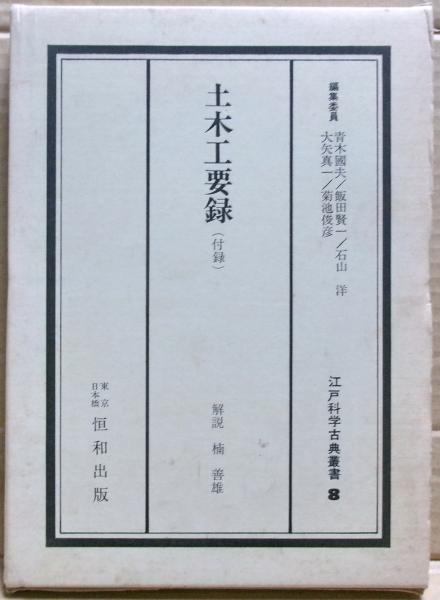 編集委員
青木國夫／飯田賢一／石山 洋
大矢真一／菊池俊彦
江戸科学古典叢書 8
土木工要録
(付録)
解説 楠 善雄
東京
日本橋
恒和出版